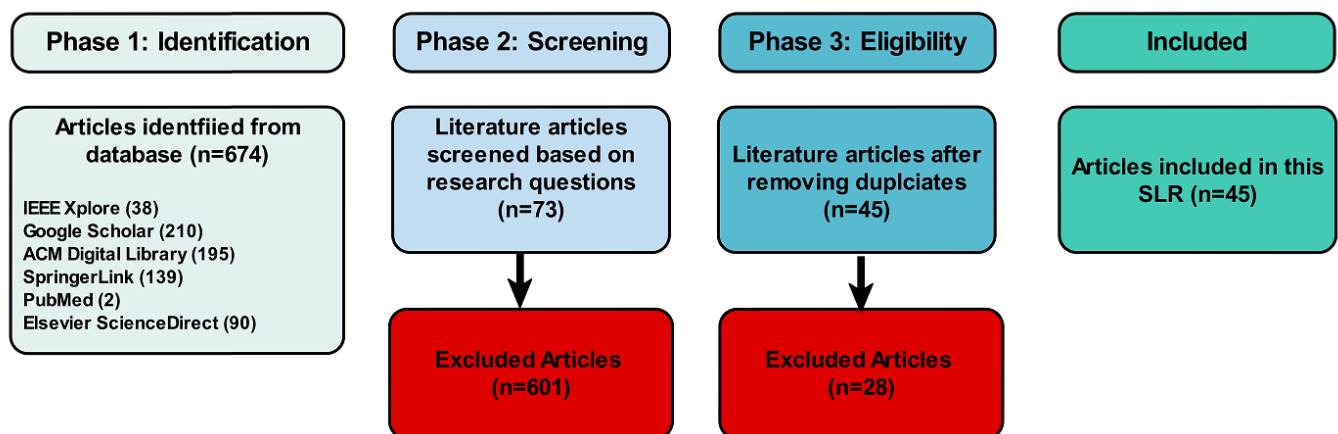 Phase 1: Identification
Phase 2: Screening
Phase 3: Eligibility
Included
Articles identfiied from
database (n=674)
IEEE Xplore (38)
Google Scholar (210)
ACM Digital Library (195)
SpringerLink (139)
PubMed (2)
Elsevier ScienceDirect (90)
Literature articles
screened based on
research questions
(n=73)
Excluded Articles
(n=601)
Literature articles after
removing duplciates
(n=45)
Excluded Articles
(n=28)
Articles included in this
SLR (n=45)